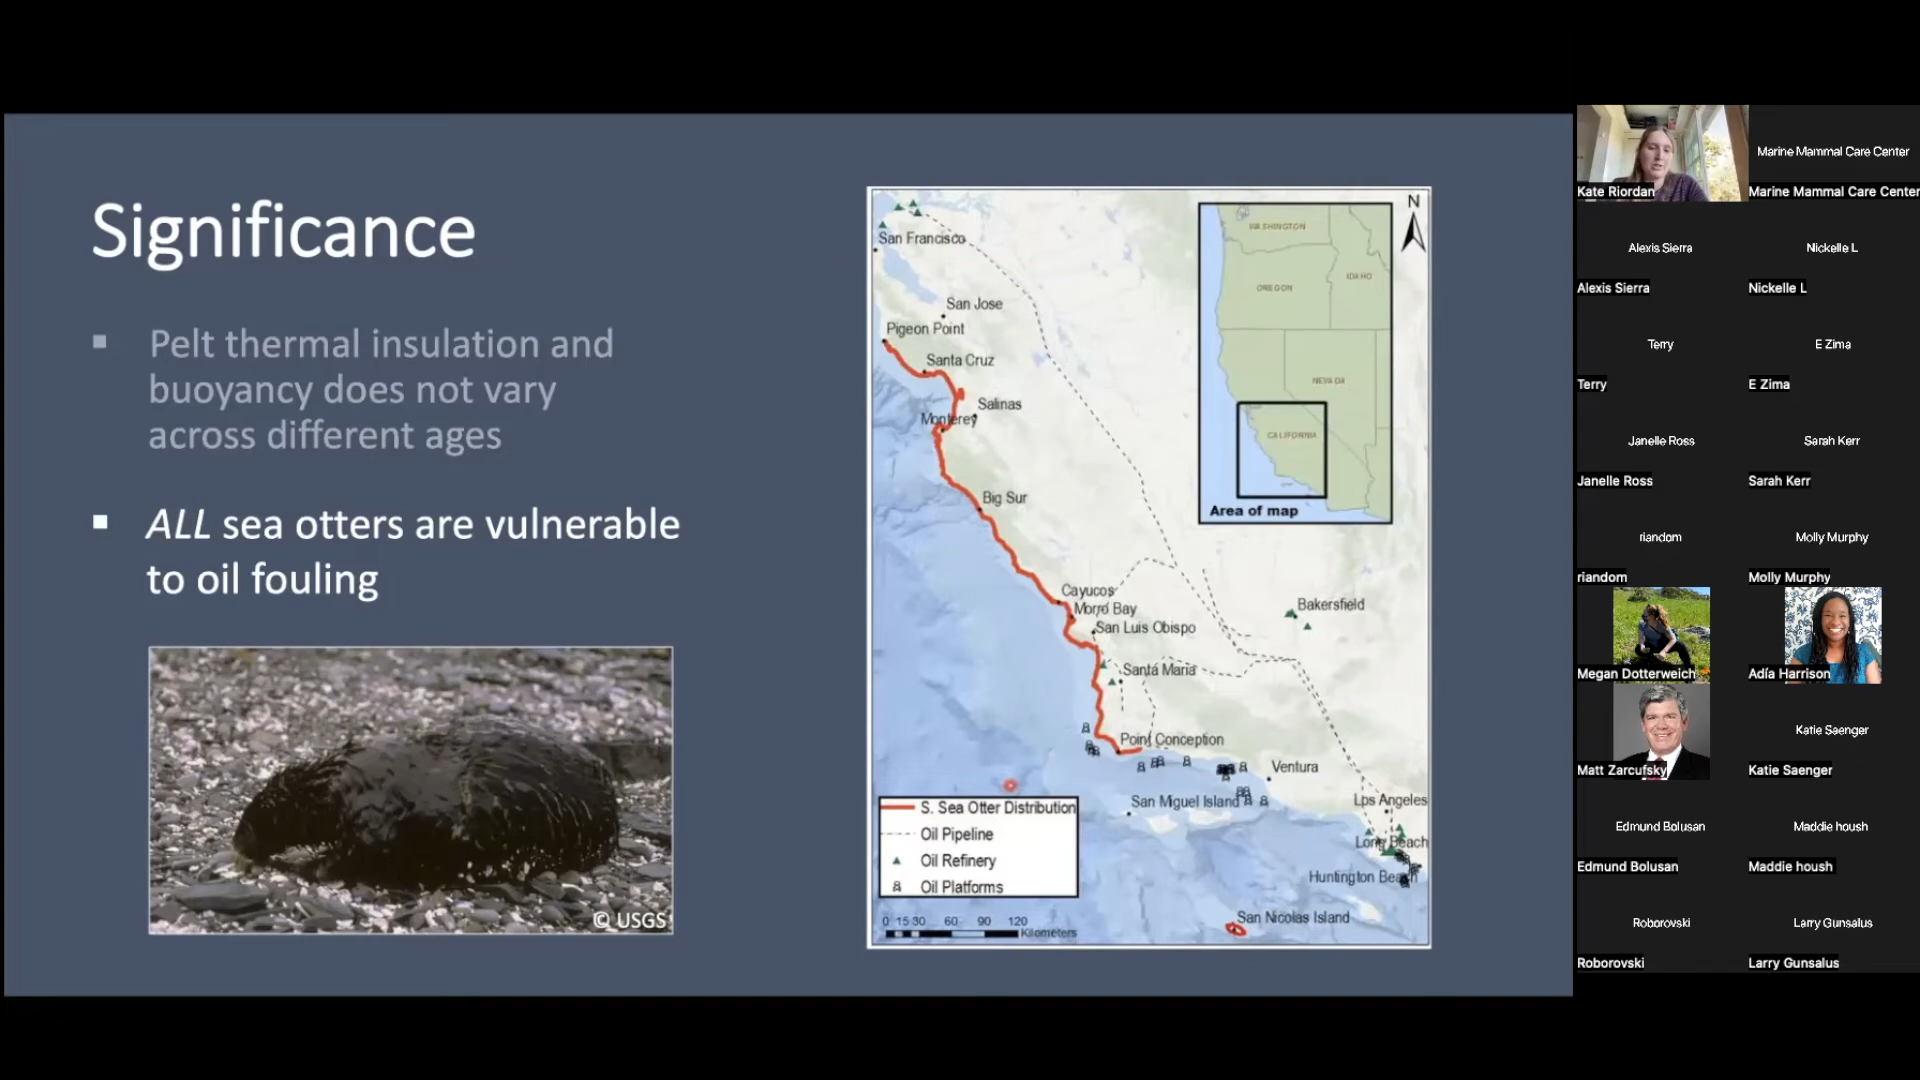 Significance
Pelt thermal insulation and
buoyancy does not vary
across different ages
ALL sea otters are vulnerable
to oil fouling
© USGS
N
San Francisco
San Jose
Pigeon Point
Santa Cruz
Salinas
Monterey
Big Sur
Cayucos
Morro Bay
San Luis Obispo
Bakersfield
Santa Maria
Point Conception
Ventura
San Miguel Island
Los Angeles
Long Beach
Huntington Beach
San Nicolas Island
WASHINGTON
OREGON
IDAHO
NEVADA
CALIFORNIA
Area of map
S. Sea Otter Distribution
Oil Pipeline
Oil Refinery
Oil Platforms
0 15 30 60 90 120
Kilometers
Kate Riordan
Marine Mammal Care Center
Marine Mammal Care Center
Alexis Sierra
Alexis Sierra
Nickelle L
Nickelle L
Terry
Terry
E Zima
E Zima
Janelle Ross
Janelle Ross
Sarah Kerr
Sarah Kerr
riandom
riandom
Molly Murphy
Molly Murphy
Megan Dotterweich
Adía Harrison
Matt Zarcufsky
Katie Saenger
Katie Saenger
Edmund Bolusan
Edmund Bolusan
Maddie housh
Maddie housh
Roborovski
Roborovski
Larry Gunsalus
Larry Gunsalus